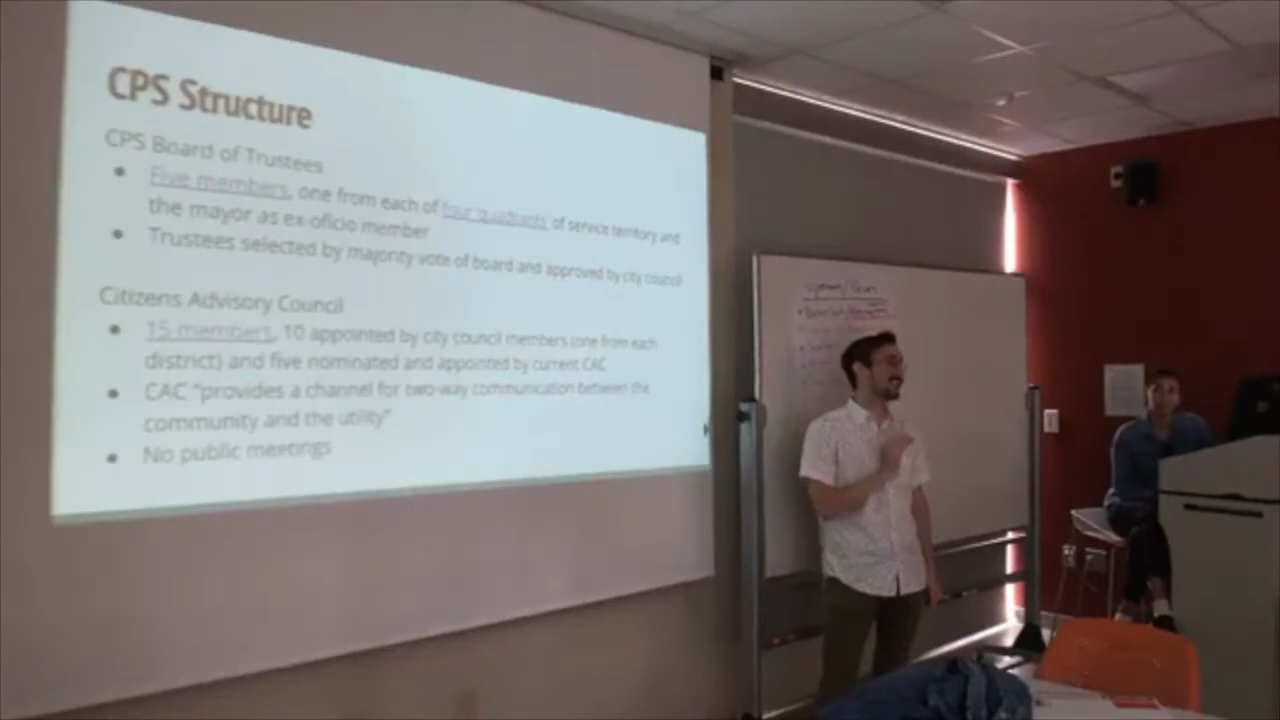 CPS Structure
CPS Board of Trustees
Five members, one from each of four quadrants of service territory and
the mayor as ex-oficio member
Trustees selected by majority vote of board and approved by city council
Citizens Advisory Council
15 members, 10 appointed by city council members (one from each
district) and five nominated and appointed by current CAC
CAC "provides a channel for two-way communication between the
community and the utility"
No public meetings